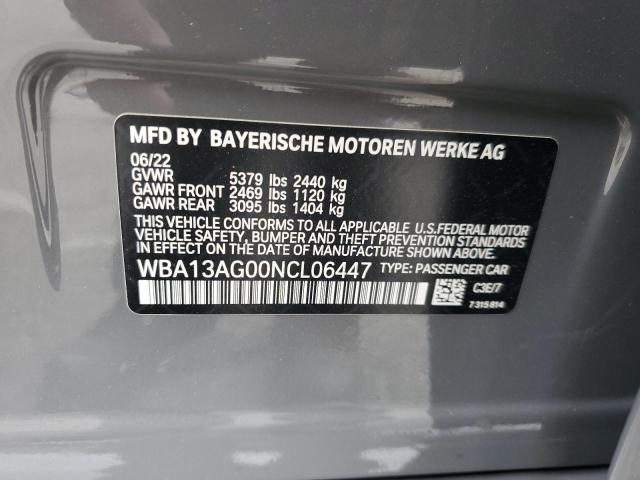 MFD BY BAYERISCHE MOTOREN WERKE AG
06/22
GVWR 5379 lbs 2440 kg
GAWR FRONT 2469 lbs 1120 kg
GAWR REAR 3095 lbs 1404 kg
THIS VEHICLE CONFORMS TO ALL APPLICABLE U.S.FEDERAL MOTOR
VEHICLE SAFETY, BUMPER AND THEFT PREVENTION
STANDARDS IN EFFECT ON THE DATE OF MANUFACTURE SHOWN ABOVE.
WBA13AG00NCL06447 TYPE: PASSENGER CAR
C3E/7
7 315 814